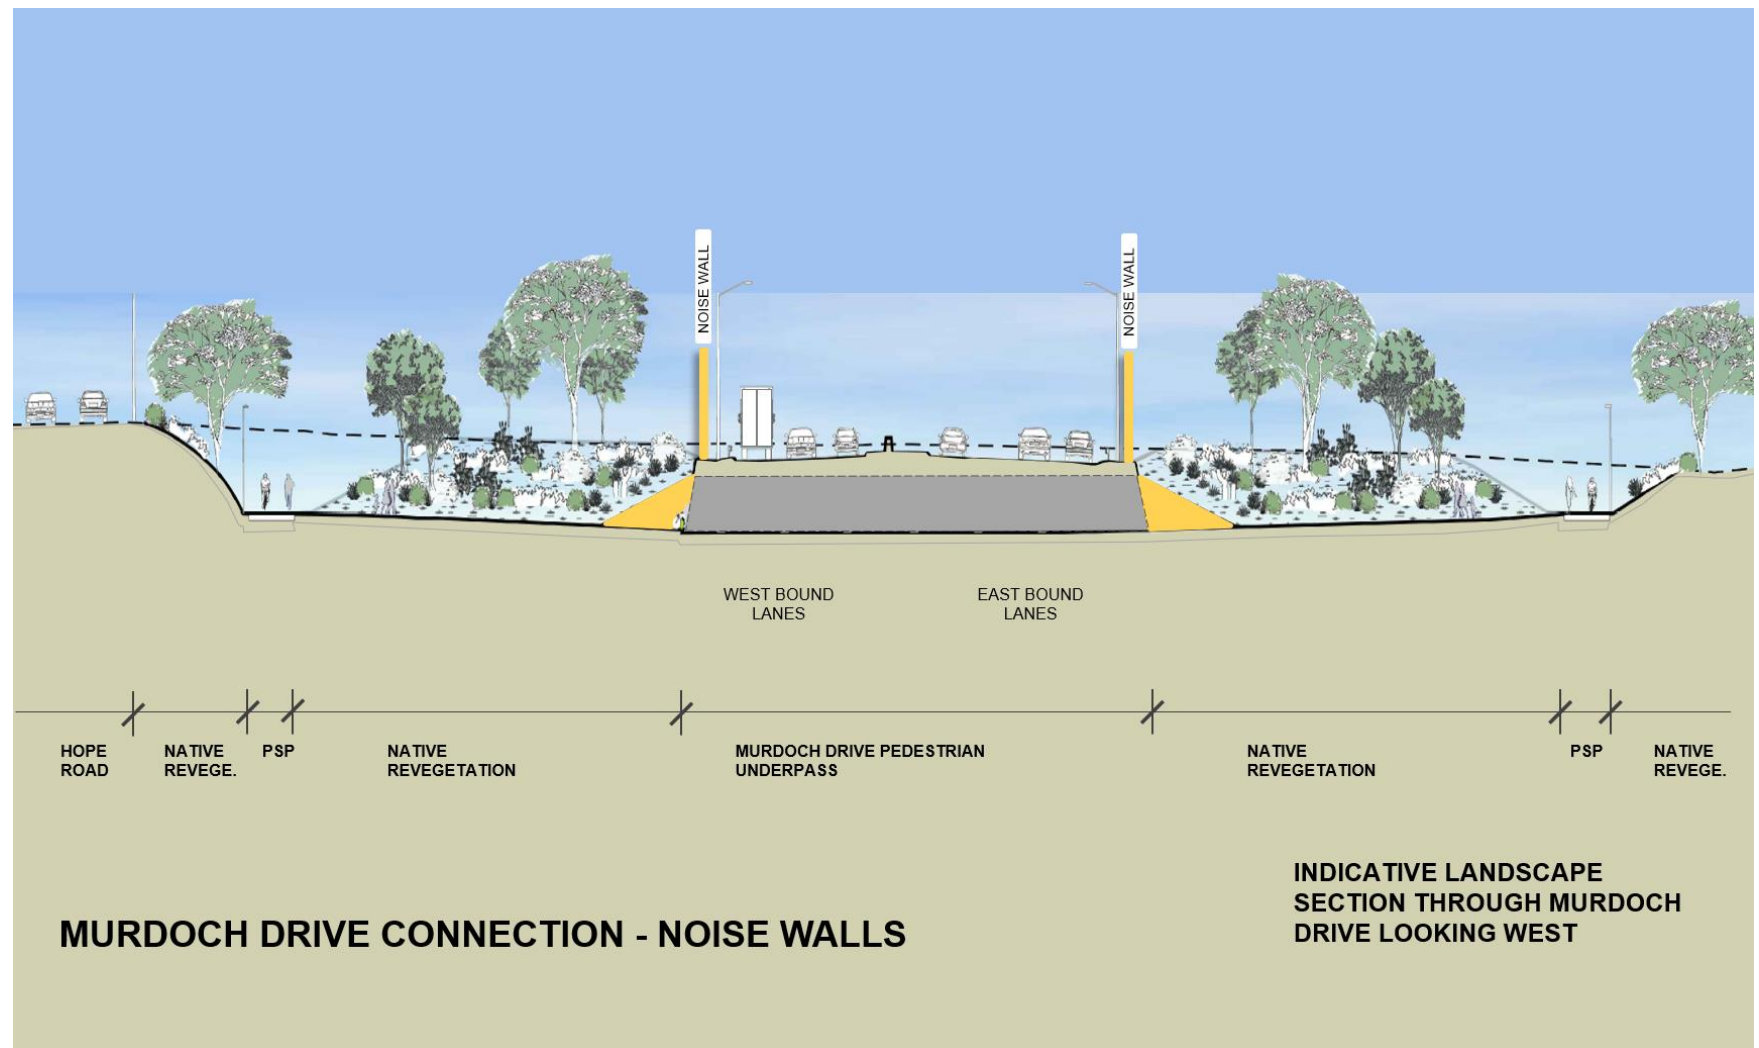 NOISE WALL
NOISE WALL
WEST BOUND
LANES
EAST BOUND
LANES
HOPE
ROAD
NATIVE
REVEGE.
PSP
NATIVE
REVEGETATION
MURDOCH DRIVE PEDESTRIAN
UNDERPASS
NATIVE
REVEGETATION
PSP
NATIVE
REVEGE.
MURDOCH DRIVE CONNECTION - NOISE WALLS
INDICATIVE LANDSCAPE
SECTION THROUGH MURDOCH
DRIVE LOOKING WEST